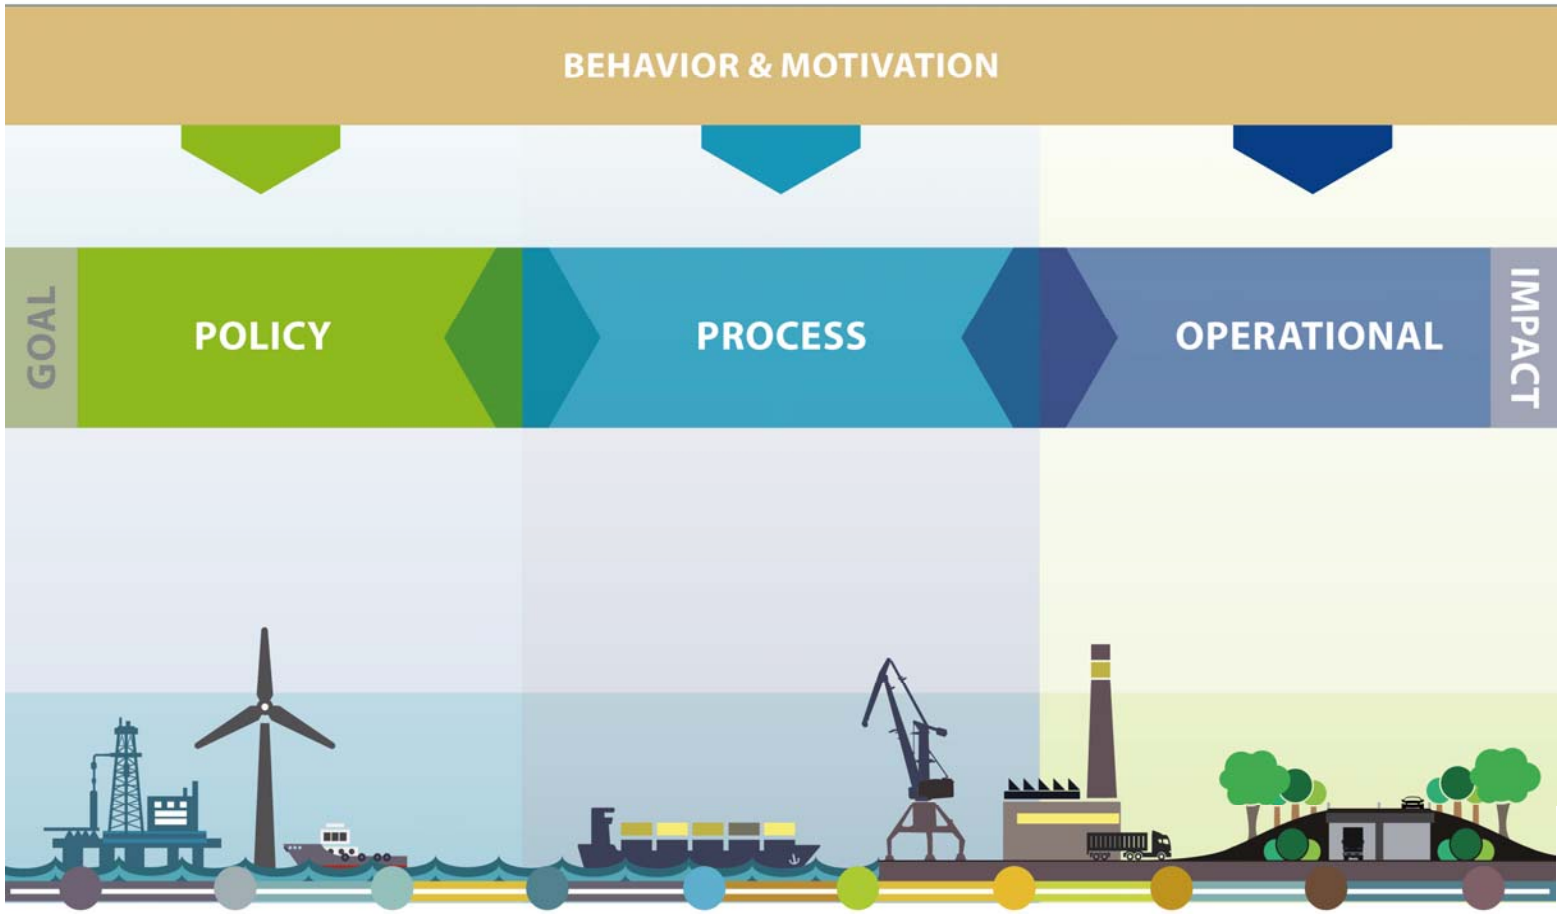 BEHAVIOR & MOTIVATION
GOAL
POLICY
PROCESS
OPERATIONAL
IMPACT